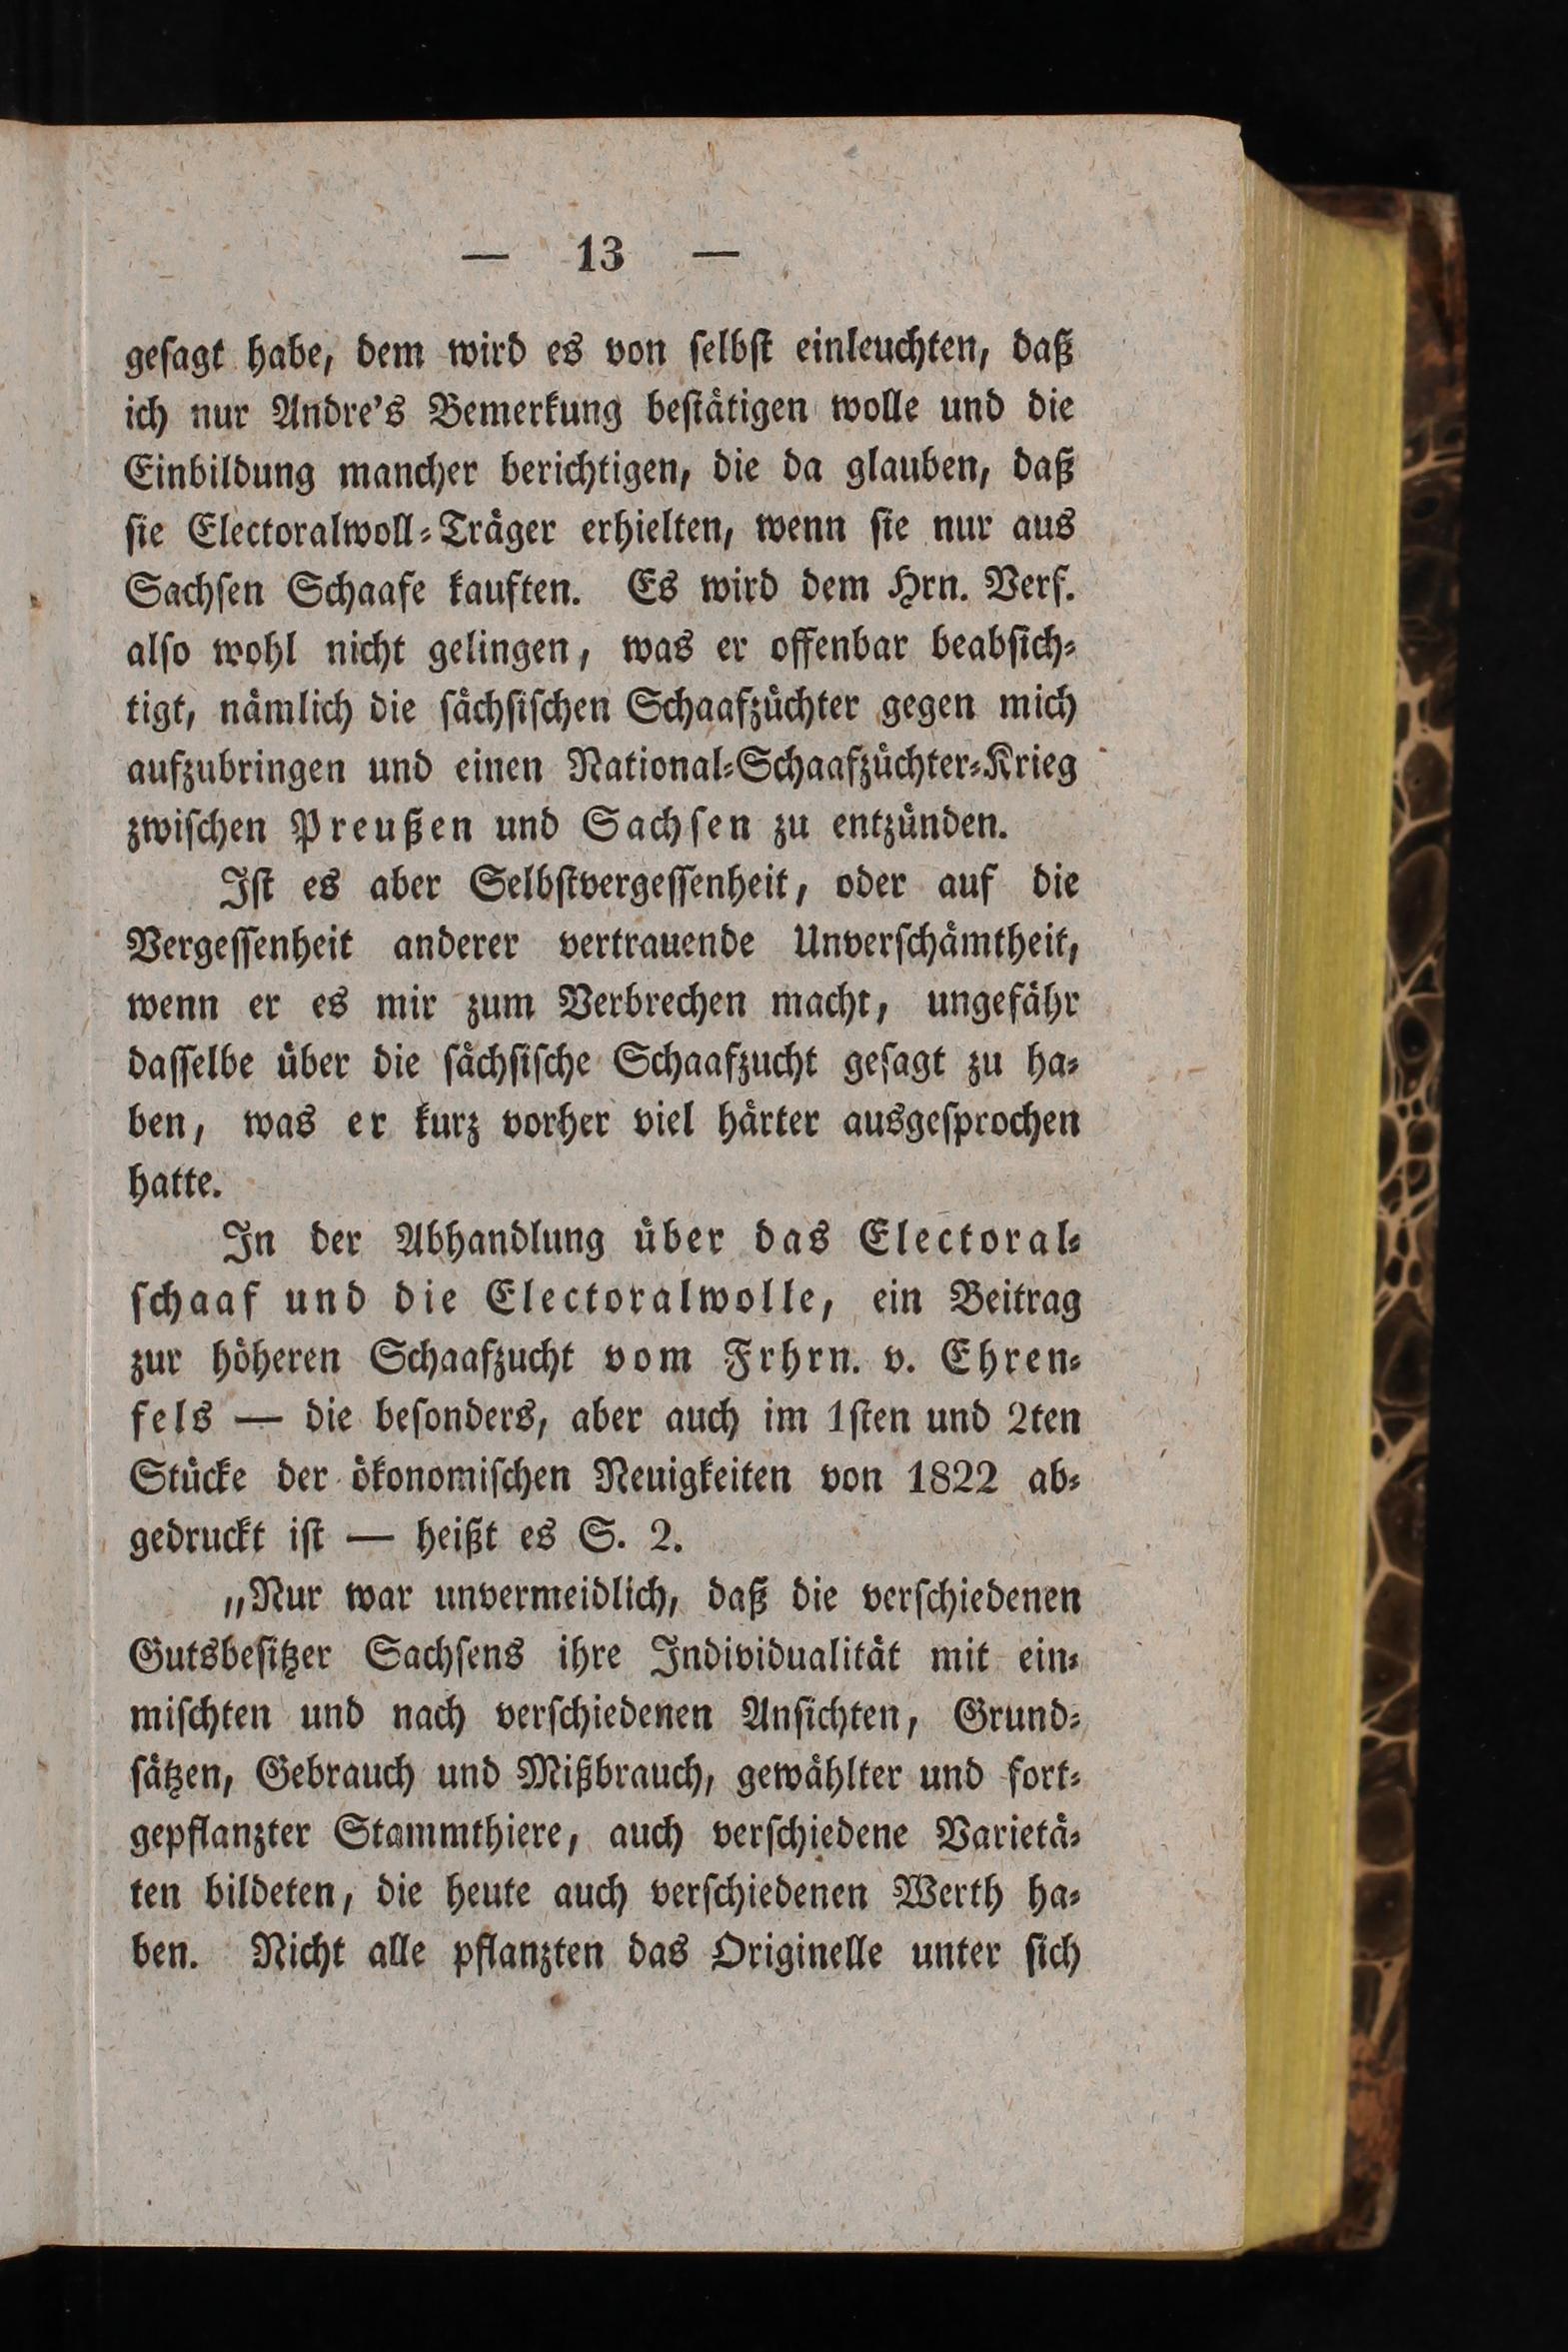 — 13 —
gesagt habe, dem wird es von selbst einleuchten, daß
ich nur Andre's Bemerkung bestätigen wolle und die
Einbildung mancher berichtigen, die da glauben, daß
sie Electoralwoll-Träger erhielten, wenn sie nur aus
Sachsen Schaafe kauften. Es wird dem Hrn. Verf.
also wohl nicht gelingen, was er offenbar beabsich-
tigt, nämlich die sächsischen Schaafzüchter gegen mich
aufzubringen und einen National-Schaafzüchter-Krieg
zwischen Preußen und Sachsen zu entzünden.
Ist es aber Selbstvergessenheit, oder auf die
Vergessenheit anderer vertrauende Unverschämtheit,
wenn er es mir zum Verbrechen macht, ungefähr
dasselbe über die sächsische Schaafzucht gesagt zu ha-
ben, was er kurz vorher viel härter ausgesprochen
hatte.
In der Abhandlung über das Electoral-
schaaf und die Electoralwolle, ein Beitrag
zur höheren Schaafzucht vom Frhrn. v. Ehren-
fels — die besonders, aber auch im 1sten und 2ten
Stücke der ökonomischen Neuigkeiten von 1822 ab-
gedruckt ist — heißt es S. 2.
„Nur war unvermeidlich, daß die verschiedenen
Gutsbesitzer Sachsens ihre Individualität mit ein-
mischten und nach verschiedenen Ansichten, Grund-
sätzen, Gebrauch und Mißbrauch, gewählter und fort-
gepflanzter Stammthiere, auch verschiedene Varietä-
ten bildeten, die heute auch verschiedenen Werth ha-
ben. Nicht alle pflanzten das Originelle unter sich